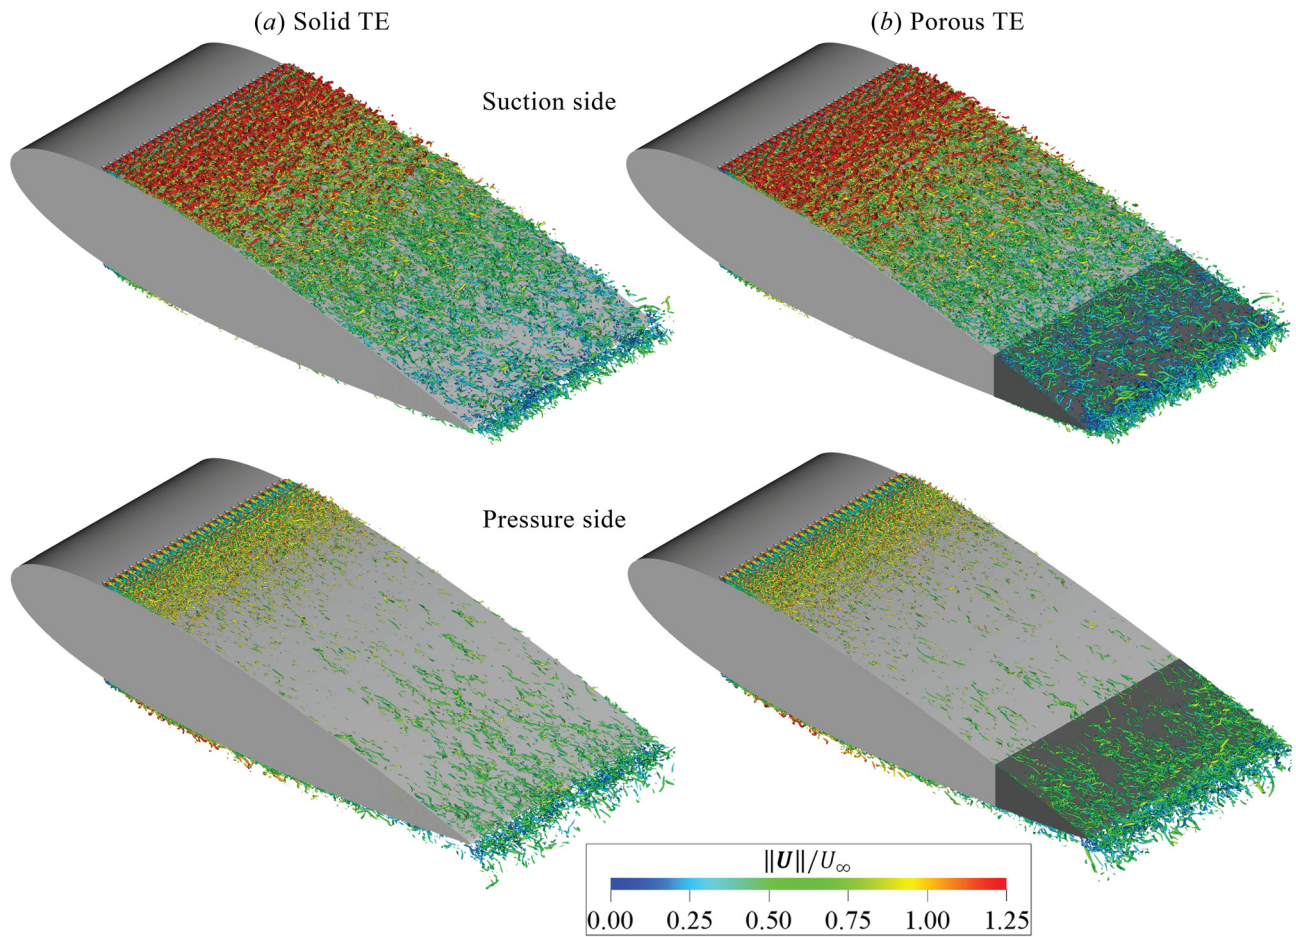 (a) Solid TE
(b) Porous TE
Suction side
Pressure side
‖U‖/U∞
0.00 0.25 0.50 0.75 1.00 1.25